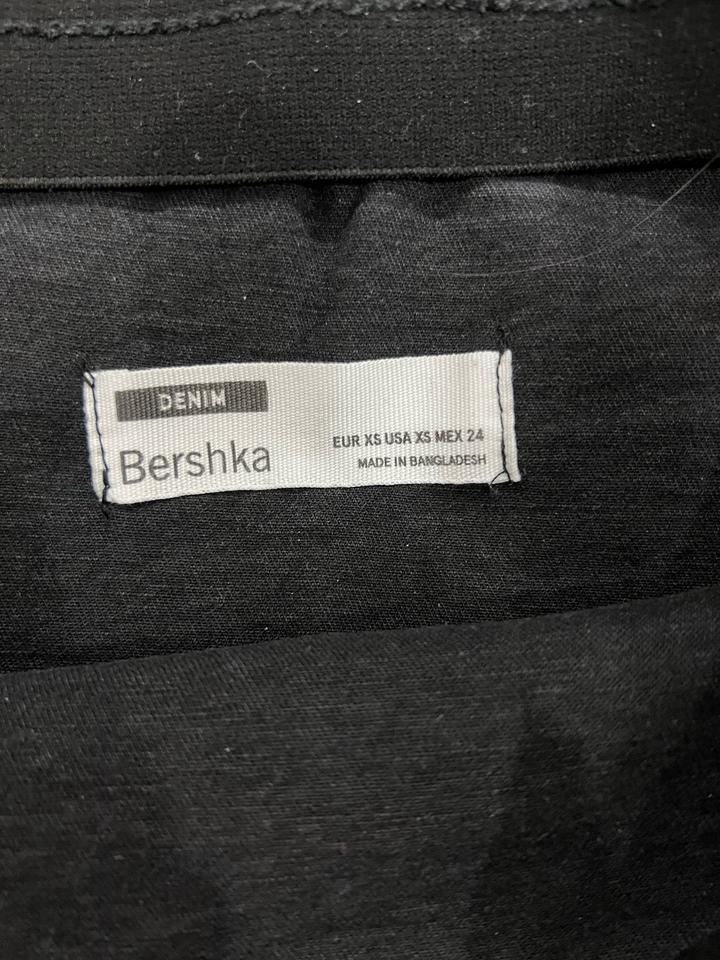 DENIM
Bershka
EUR XS USA XS MEX 24
MADE IN BANGLADESH